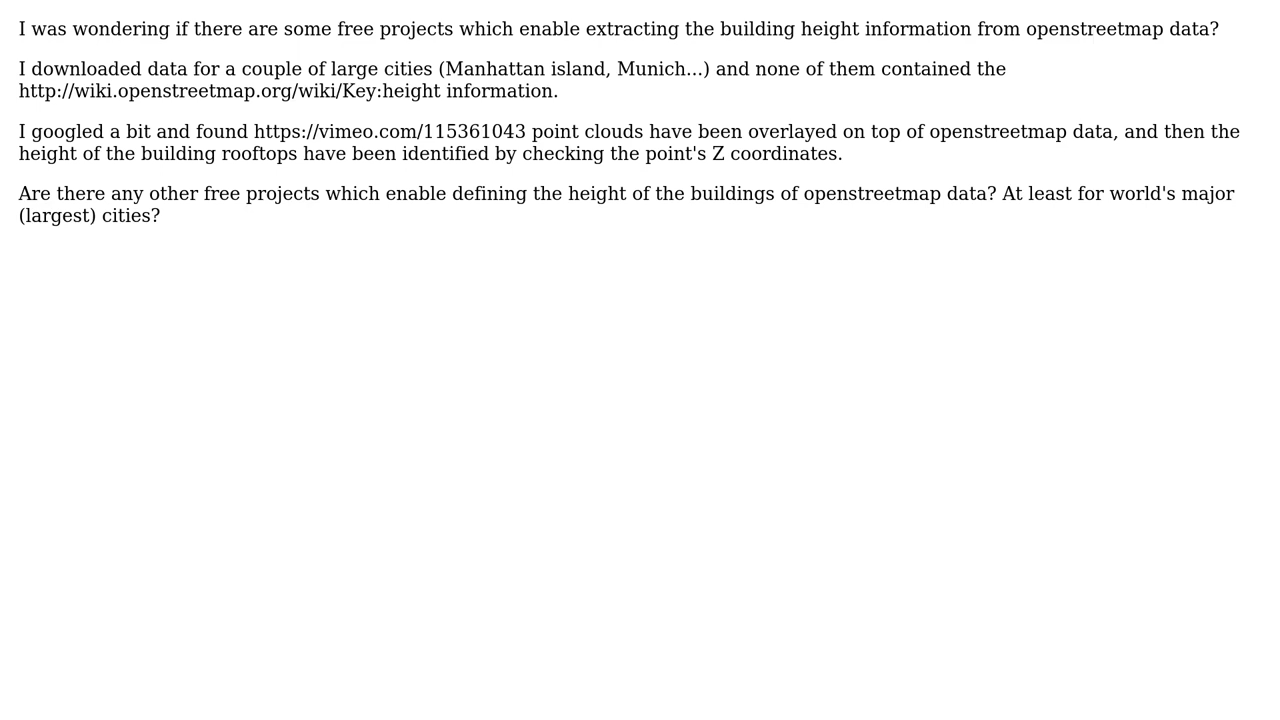 I was wondering if there are some free projects which enable extracting the building height information from openstreetmap data?
I downloaded data for a couple of large cities (Manhattan island, Munich...) and none of them contained the
http://wiki.openstreetmap.org/wiki/Key:height information.
I googled a bit and found https://vimeo.com/115361043 point clouds have been overlayed on top of openstreetmap data, and then the
height of the building rooftops have been identified by checking the point's Z coordinates.
Are there any other free projects which enable defining the height of the buildings of openstreetmap data? At least for world's major
(largest) cities?